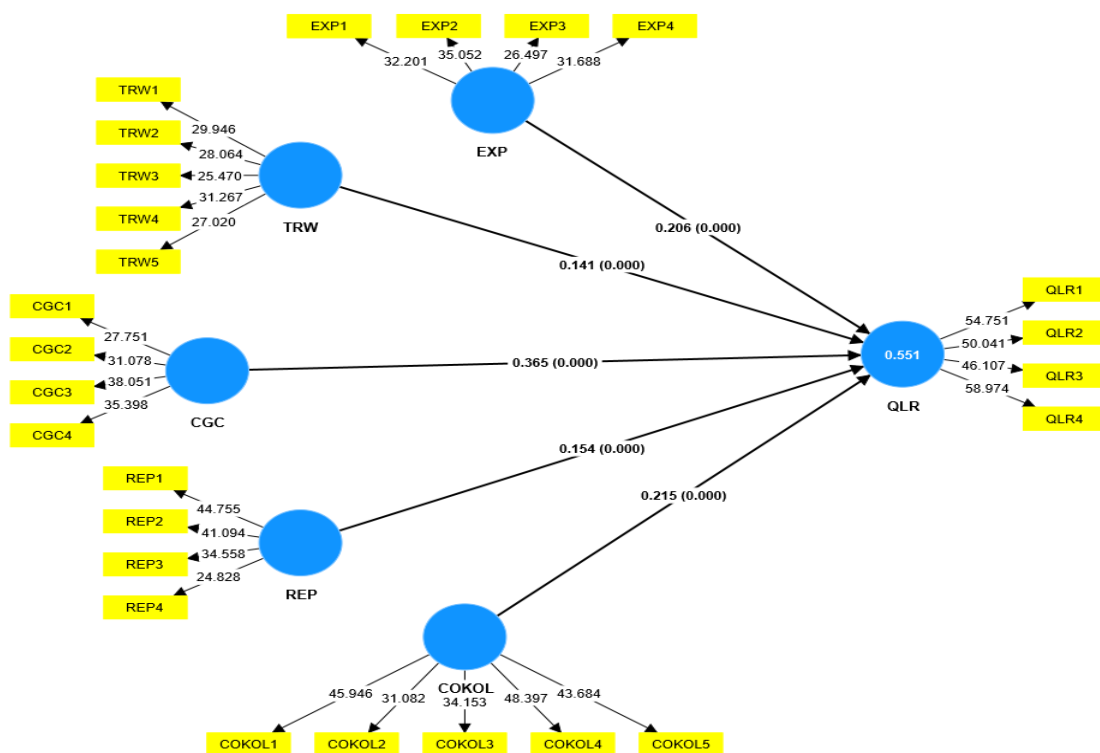 EXP1
EXP2
EXP3
EXP4
32.201
35.052
26.497
31.688
EXP
TRW1
TRW2
TRW3
TRW4
TRW5
29.946
28.064
25.470
31.267
27.020
TRW
0.206 (0.000)
0.141 (0.000)
CGC1
CGC2
CGC3
CGC4
27.751
31.078
38.051
35.398
CGC
0.365 (0.000)
0.551
QLR
54.751
50.041
46.107
58.974
QLR1
QLR2
QLR3
QLR4
REP1
REP2
REP3
REP4
44.755
41.094
34.558
24.828
REP
0.154 (0.000)
0.215 (0.000)
COKOL
45.946
31.082
34.153
48.397
43.684
COKOL1
COKOL2
COKOL3
COKOL4
COKOL5